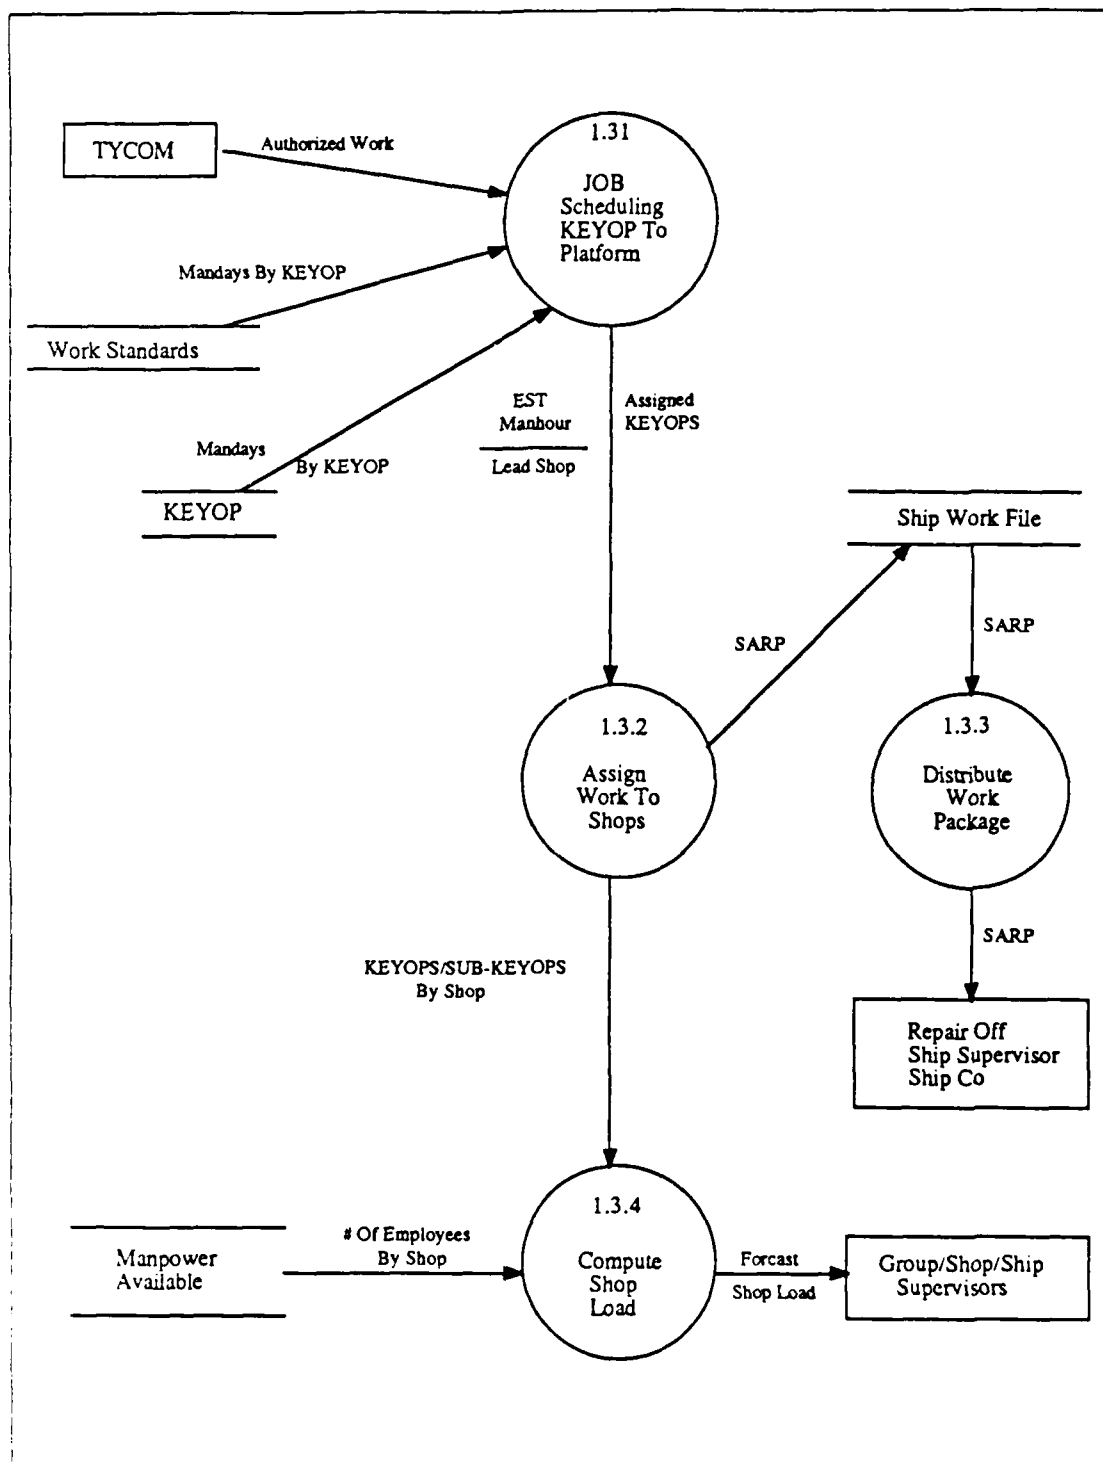 1.31
TYCOM
Authorized Work
JOB
Scheduling
KEYOP To
Platform
Mandays By KEYOP
Work Standards
EST
Manhour
Lead Shop
Assigned
KEYOPS
Mandays
By KEYOP
KEYOP
Ship Work File
SARP
SARP
1.3.2
Assign
Work To
Shops
1.3.3
Distribute
Work
Package
SARP
KEYOPS/SUB-KEYOPS
By Shop
Repair Off
Ship Supervisor
Ship Co
1.3.4
Compute
Shop
Load
Manpower
Available
# Of Employees
By Shop
Forcast
Shop Load
Group/Shop/Ship
Supervisors